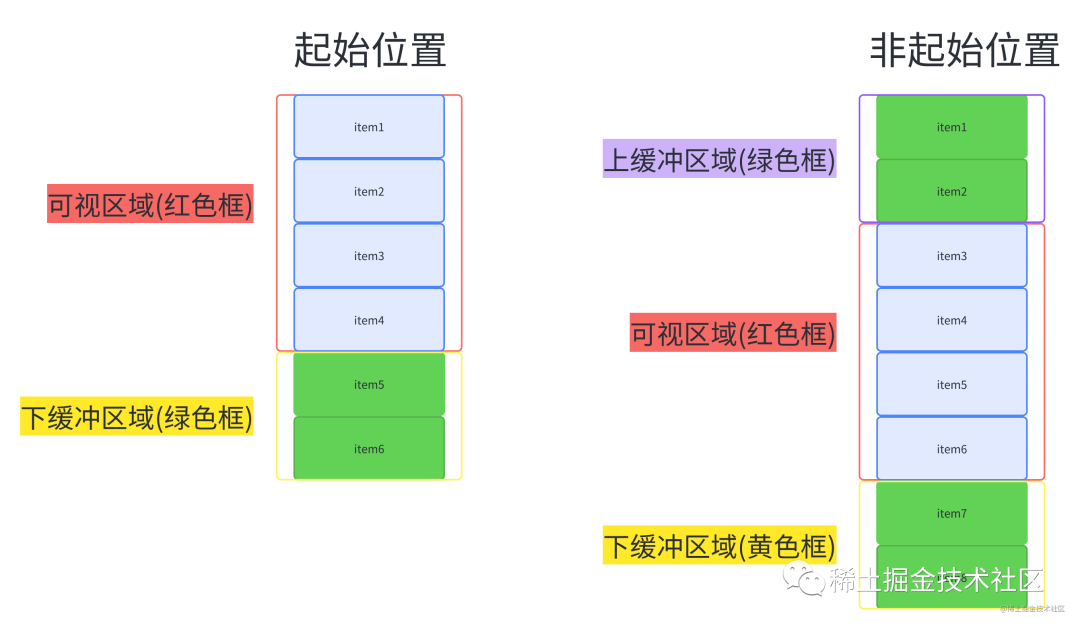 起始位置
item1
item2
item3
item4
item5
item6
可视区域(红色框)
下缓冲区域(绿色框)
非起始位置
上缓冲区域(绿色框)
item1
item2
item3
item4
item5
item6
item7
可视区域(红色框)
下缓冲区域(黄色框)
稀土掘金技术社区
@稀土掘金技术社区